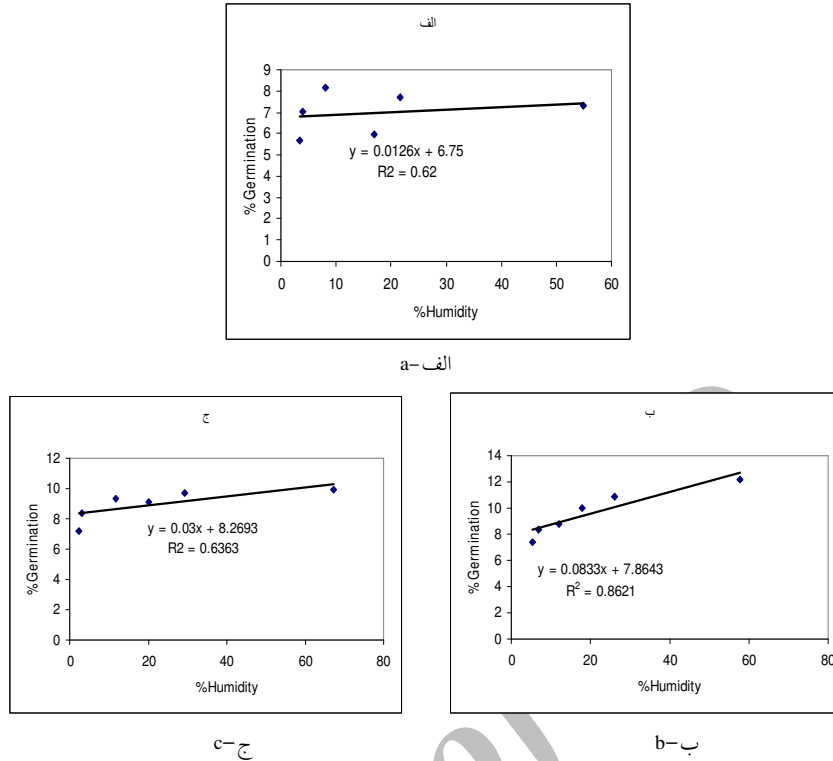 الف
9
8
7
6
5
4
3
2
1
0
% Germination
y = 0.0126x + 6.75
R2 = 0.62
0 10 20 30 40 50 60
%Humidity
الف-a
ج
12
10
8
6
4
2
0
%Germination
y = 0.03x + 8.2693
R2 = 0.6363
0 20 40 60 80
%Humidity
ج-c
ب
14
12
10
8
6
4
2
0
%Germination
y = 0.0833x + 7.8643
R² = 0.8621
0 20 40 60 80
%Humidity
ب-b